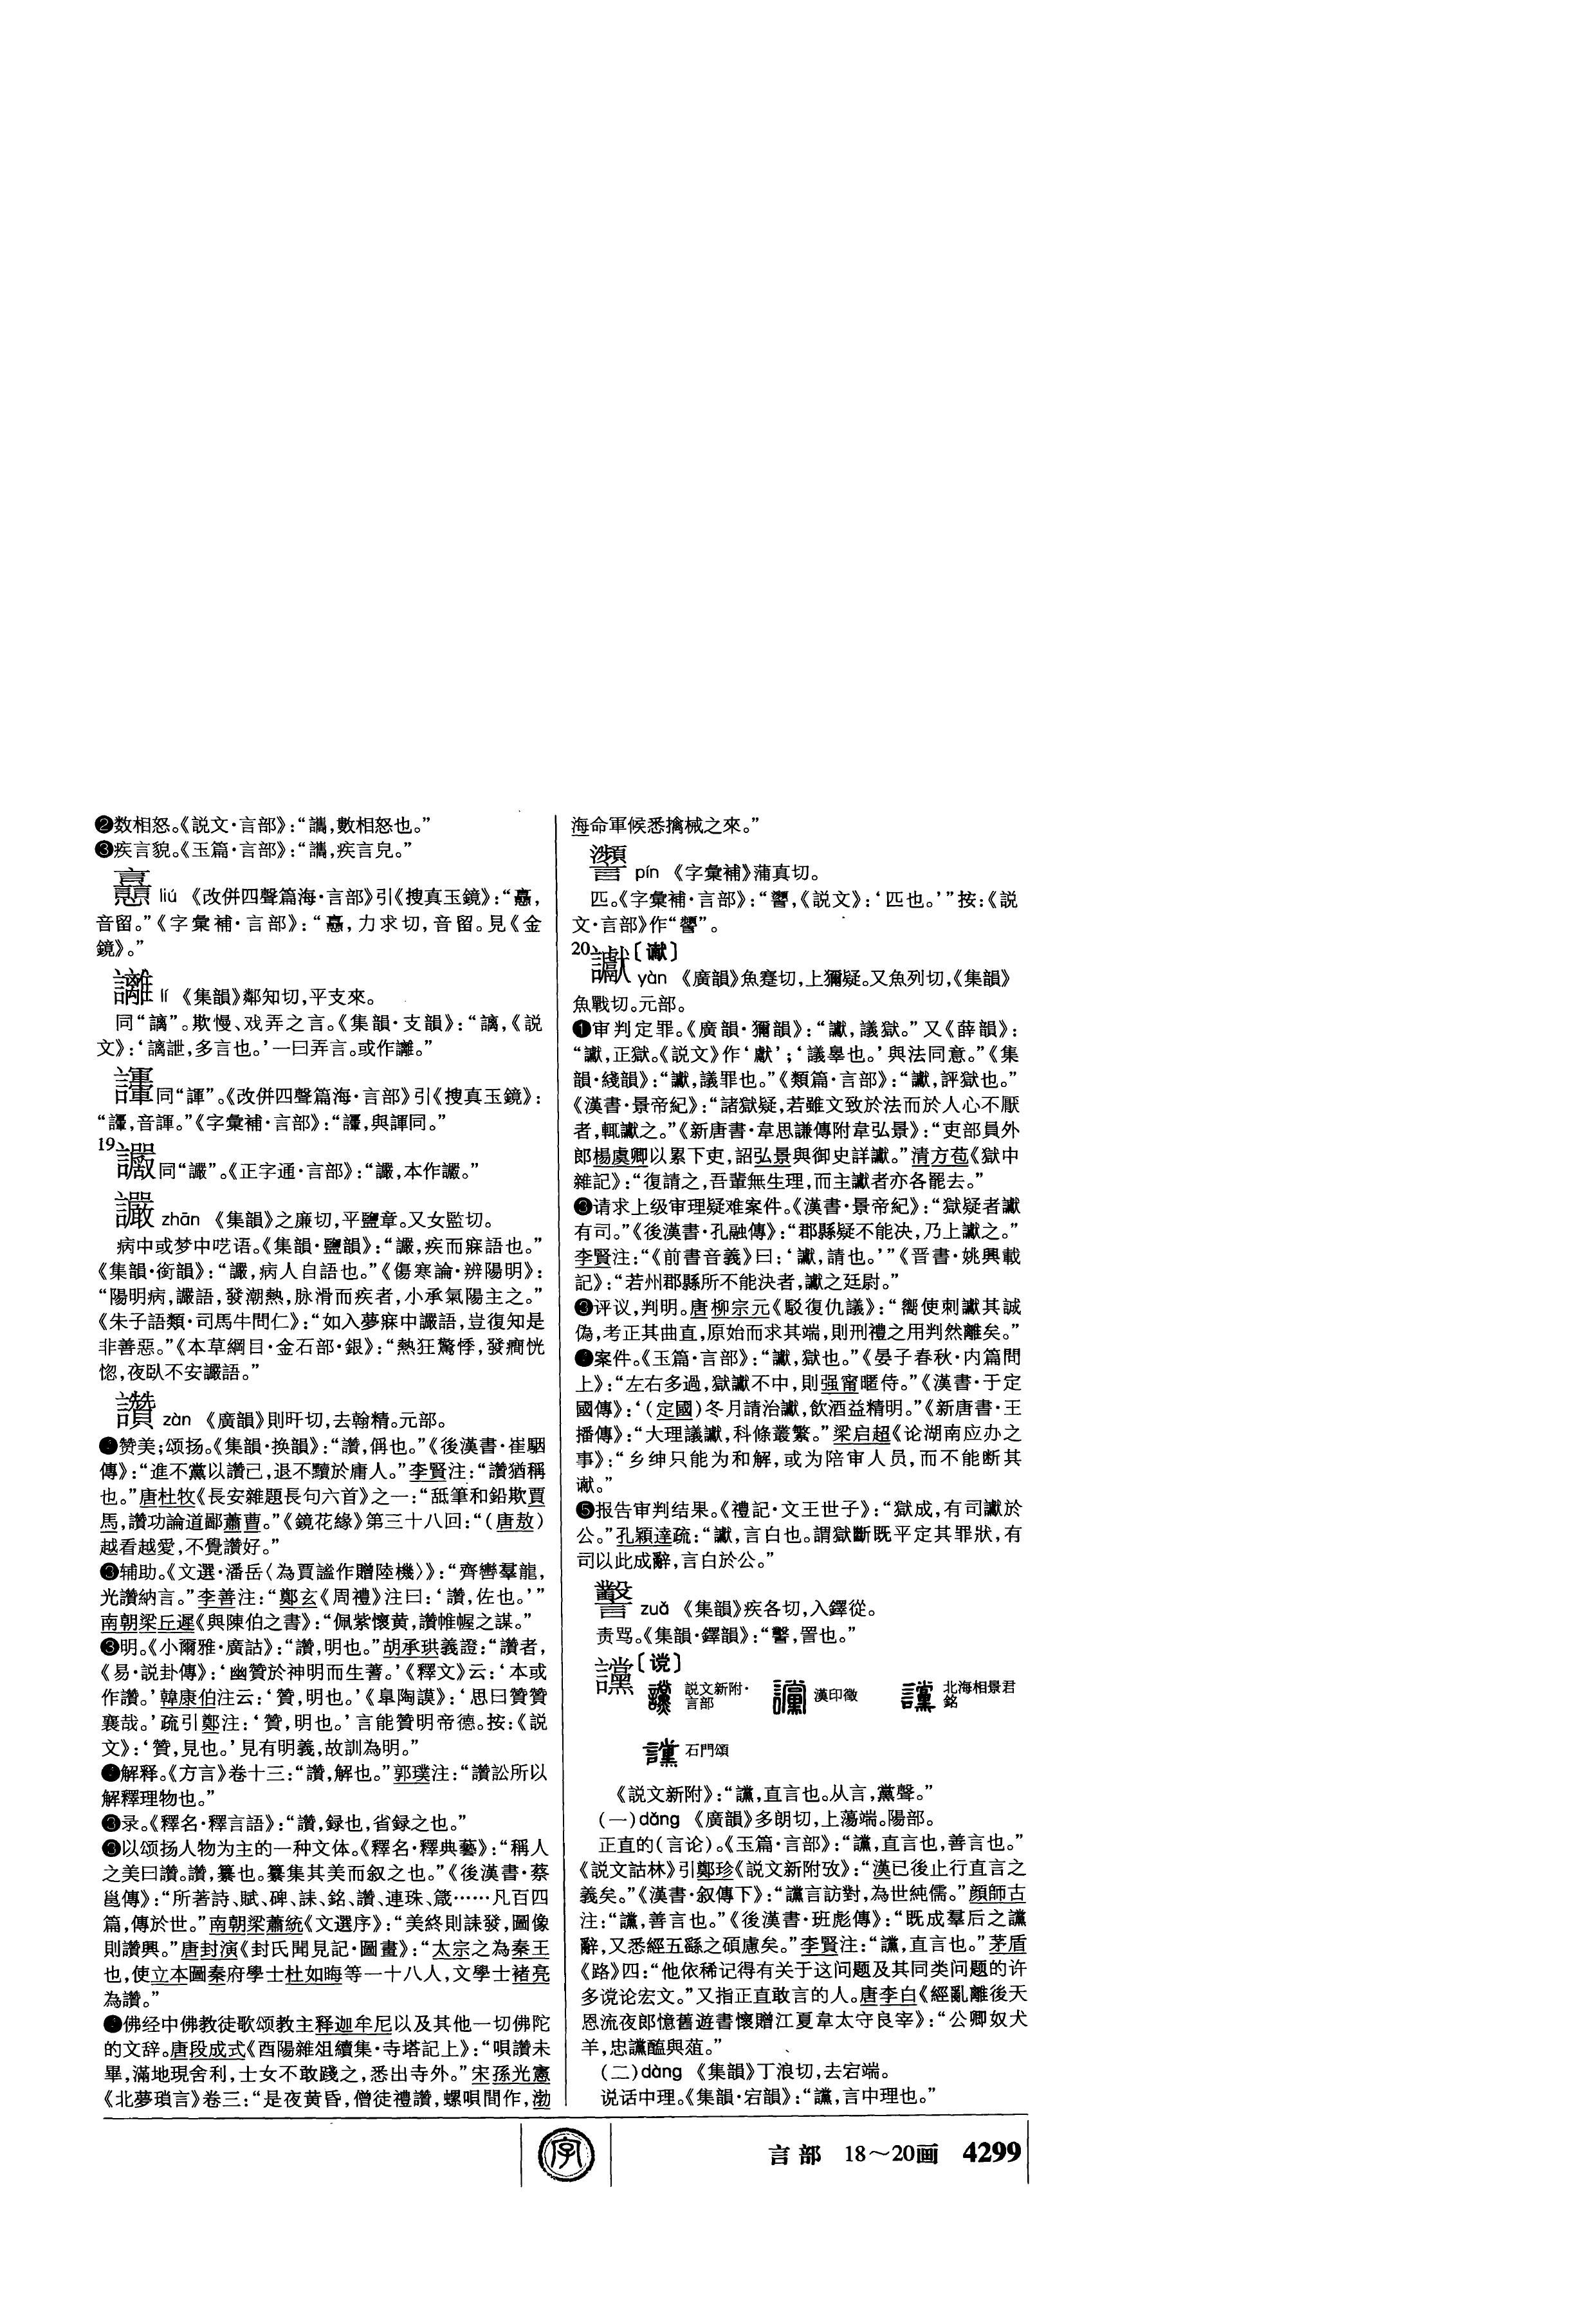 ❷数相怒。《説文·言部》：“讗，數相怒也。”
❸疾言貌。《玉篇·言部》：“讗，疾言皃。”
liú 《改併四聲篇海·言部》引《搜真玉鏡》：“
音留。”《字彙補·言部》：“，力求切，音留。見《金
鏡》。”
讈 lí 《集韻》鄰知切，平支來。
同“謧”。欺慢、戏弄之言。《集韻·支韻》：“謧，《説
文》：‘謧詍，多言也。’一曰弄言。或作讈。”
同“諢”。《改併四聲篇海·言部》引《搜真玉鏡》：
“，音諢。”《字彙補·言部》：“，與諢同。”
19
同“讝”。《正字通·言部》：“讝，本作。”
讝 zhān 《集韻》之廉切，平鹽章。又女監切。
病中或梦中呓语。《集韻·鹽韻》：“讝，疾而寐語也。”
《集韻·銜韻》：“讝，病人自語也。”《傷寒論·辨陽明》：
“陽明病，讝語，發潮熱，脉滑而疾者，小承氣陽主之。”
《朱子語類·司馬牛問仁》：“如入夢寐中讝語，豈復知是
非善惡。”《本草綱目·金石部·銀》：“熱狂驚悸，發癎恍
惚，夜臥不安讝語。”
讚 zàn 《廣韻》則旰切，去翰精。元部。
赞美；颂扬。《集韻·换韻》：“讚，偁也。”《後漢書·崔駰
傳》：“進不黨以讚己，退不黷於庸人。”李賢注：“讚猶稱
也。”唐杜牧《長安雜題長句六首》之一：“舐筆和鉛欺賈
馬，讚功論道鄙蕭曹。”《鏡花緣》第三十八回：“（唐敖）
越看越愛，不覺讚好。”
辅助。《文選·潘岳〈為賈謐作贈陸機〉》：“齊轡羣龍，
光讚納言。”李善注：“鄭玄《周禮》注曰：‘讚，佐也。’”
南朝梁丘遲《與陳伯之書》：“佩紫懷黄，讚帷幄之謀。”
❸明。《小爾雅·廣詁》：“讚，明也。”胡承珙義證：“讚者，
《易·説卦傳》：‘幽贊於神明而生蓍。’《釋文》云：‘本或
作讚。’韓康伯注云：‘贊，明也。’《臯陶謨》：‘思曰贊贊
襄哉。’疏引鄭注：‘贊，明也。’言能贊明帝德。按：《説
文》：‘贊，見也。’見有明義，故訓為明。”
解释。《方言》卷十三：“讚，解也。”郭璞注：“讚訟所以
解釋理物也。”
录。《釋名·釋言語》：“讚，録也，省録之也。”
以颂扬人物为主的一种文体。《釋名·釋典藝》：“稱人
之美曰讚。讚，纂也。纂集其美而叙之也。”《後漢書·蔡
邕傳》：“所著詩、賦、碑、誄、銘、讚、連珠、箴……凡百四
篇，傳於世。”南朝梁蕭統《文選序》：“美終則誄發，圖像
則讚興。”唐封演《封氏聞見記·圖畫》：“太宗之為秦王
也，使立本圖秦府學士杜如晦等一十八人，文學士褚亮
為讚。”
佛经中佛教徒歌颂教主释迦牟尼以及其他一切佛陀
的文辞。唐段成式《酉陽雜俎續集·寺塔記上》：“唄讚未
畢，滿地現舍利，士女不敢踐之，悉出寺外。”宋孫光憲
《北夢瑣言》卷三：“是夜黄昏，僧徒禮讚，螺唄間作，渤
海命軍候悉擒械之來。”
pín 《字彙補》蒲真切。
匹。《字彙補·言部》：“，《説文》：‘匹也。’”按：《説
文·言部》作“”。
20
讞〔谳〕
yàn 《廣韻》魚蹇切，上獮疑。又魚列切，《集韻》
魚戰切。元部。
❶审判定罪。《廣韻·獮韻》：“讞，議獄。”又《薛韻》：
“讞，正獄。《説文》作‘𤅊’；‘議辠也。’與法同意。”《集
韻·綫韻》：“讞，議罪也。”《類篇·言部》：“讞，評獄也。”
《漢書·景帝紀》：“諸獄疑，若雖文致於法而於人心不厭
者，輒讞之。”《新唐書·韋思謙傳附韋弘景》：“吏部員外
郎楊虞卿以累下吏，詔弘景與御史詳讞。”清方苞《獄中
雜記》：“復請之，吾輩無生理，而主讞者亦各罷去。”
请求上级审理疑难案件。《漢書·景帝紀》：“獄疑者讞
有司。”《後漢書·孔融傳》：“郡縣疑不能決，乃上讞之。”
李賢注：“《前書音義》曰：‘讞，請也。’”《晋書·姚興載
記》：“若州郡縣所不能決者，讞之廷尉。”
❸评议，判明。唐柳宗元《駁復仇議》：“嚮使刺讞其誠
偽，考正其曲直，原始而求其端，則刑禮之用判然離矣。”
案件。《玉篇·言部》：“讞，獄也。”《晏子春秋·内篇問
上》：“左右多過，獄讞不中，則强甯暱侍。”《漢書·于定
國傳》：‘（定國）冬月請治讞，飲酒益精明。”《新唐書·王
播傳》：“大理議讞，科條叢繁。”梁启超《论湖南应办之
事》：“乡绅只能为和解，或为陪审人员，而不能断其
谳。”
❺报告审判结果。《禮記·文王世子》：“獄成，有司讞於
公。”孔穎達疏：“讞，言白也。謂獄斷既平定其罪狀，有
司以此成辭，言白於公。”
zuǎ 《集韻》疾各切，入鐸從。
责骂。《集韻·鐸韻》：“，詈也。”
讜〔谠〕
説文新附·言部 漢印徵 北海相景君銘
石門頌
《説文新附》：“讜，直言也。从言，黨聲。”
（一）dǎng 《廣韻》多朗切，上蕩端。陽部。
正直的（言论）。《玉篇·言部》：“讜，直言也，善言也。”
《説文詁林》引鄭珍《説文新附攷》：“漢已後止行直言之
義矣。”《漢書·叙傳下》：“讜言訪對，為世純儒。”顔師古
注：“讜，善言也。”《後漢書·班彪傳》：“既成羣后之讜
辭，又悉經五繇之碩慮矣。”李賢注：“讜，直言也。”茅盾
《路》四：“他依稀记得有关于这问题及其同类问题的许
多谠论宏文。”又指正直敢言的人。唐李白《經亂離後天
恩流夜郎憶舊遊書懷贈江夏韋太守良宰》：“公卿奴犬
羊，忠讜醢與菹。”
（二）dàng 《集韻》丁浪切，去宕端。
说话中理。《集韻·宕韻》：“讜，言中理也。”
字
言部 18～20画 4299